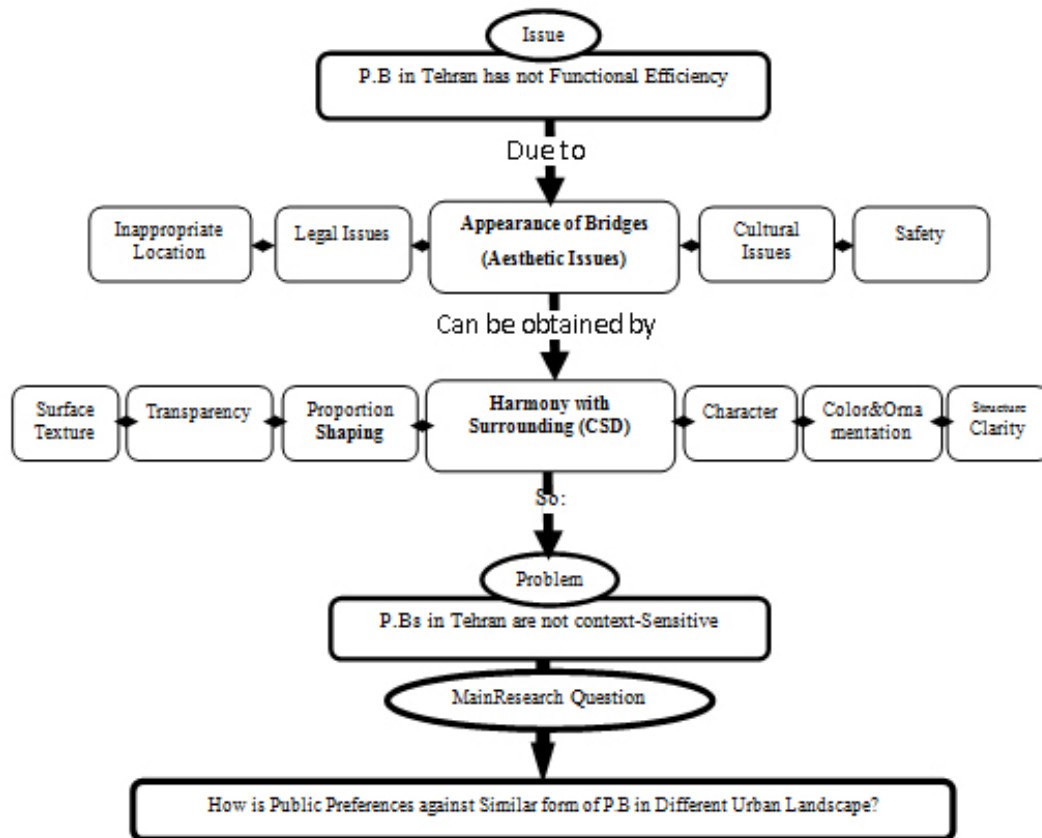 Issue
P.B in Tehran has not Functional Efficiency
Due to
Inappropriate
Location
Legal Issues
Appearance of Bridges
(Aesthetic Issues)
Cultural
Issues
Safety
Can be obtained by
Surface
Texture
Transparency
Proportion
Shaping
Harmony with
Surrounding (CSD)
Character
Color&Orna
mentation
Structure
Clarity
So:
Problem
P.Bs in Tehran are not context-Sensitive
MainResearch Question
How is Public Preferences against Similar form of P.B in Different Urban Landscape?